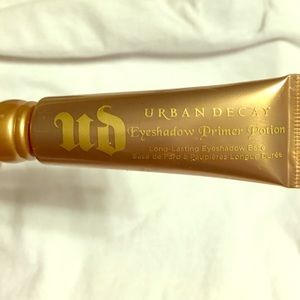 ud
URBAN DECAY
Eyeshadow Primer Potion
Long-Lasting Eyeshadow Base
Base de Fard à Paupières Longue Durée